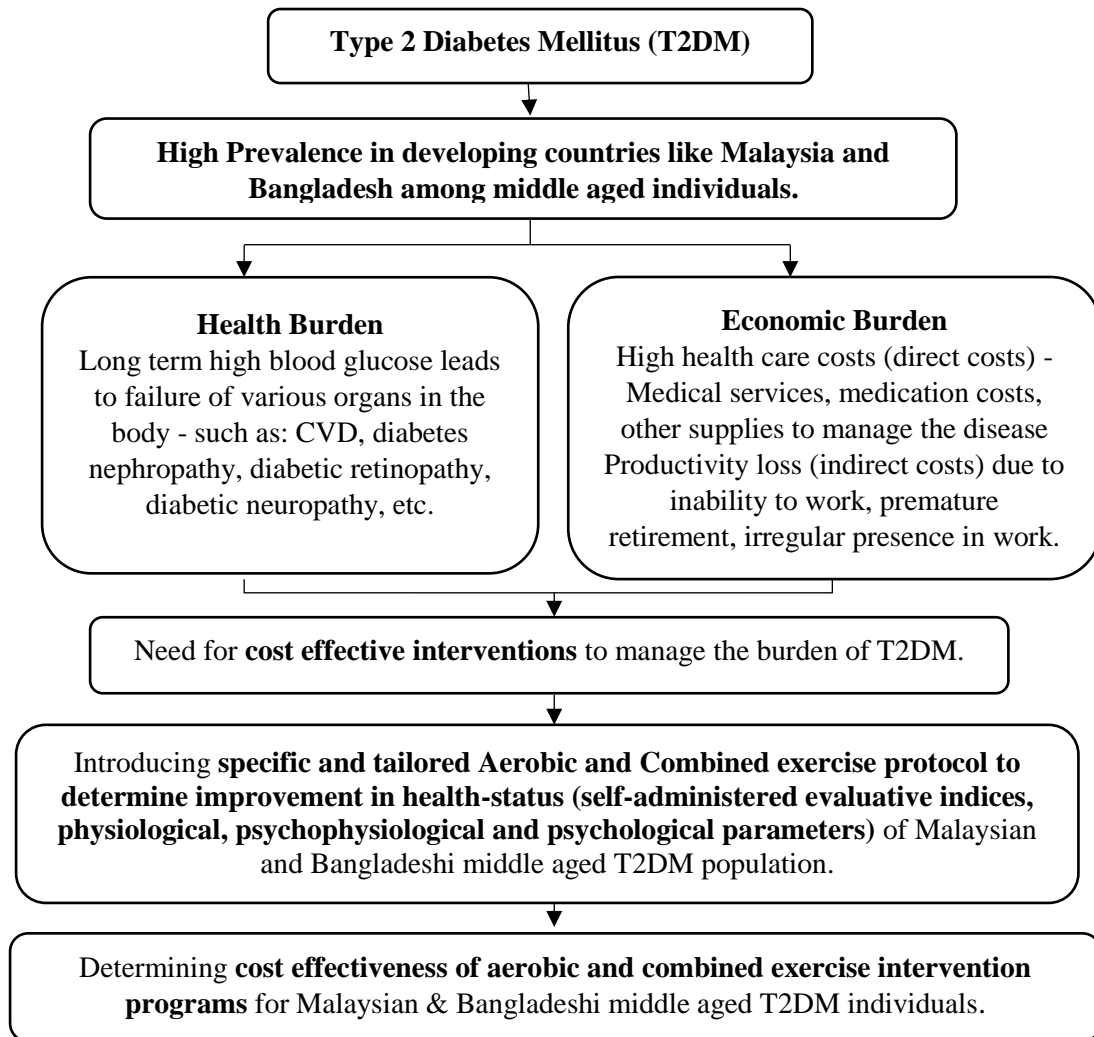 Type 2 Diabetes Mellitus (T2DM)
High Prevalence in developing countries like Malaysia and
Bangladesh among middle aged individuals.
Health Burden
Long term high blood glucose leads
to failure of various organs in the
body - such as: CVD, diabetes
nephropathy, diabetic retinopathy,
diabetic neuropathy, etc.
Economic Burden
High health care costs (direct costs) -
Medical services, medication costs,
other supplies to manage the disease
Productivity loss (indirect costs) due to
inability to work, premature
retirement, irregular presence in work.
Need for cost effective interventions to manage the burden of T2DM.
Introducing specific and tailored Aerobic and Combined exercise protocol to
determine improvement in health-status (self-administered evaluative indices,
physiological, psychophysiological and psychological parameters) of Malaysian
and Bangladeshi middle aged T2DM population.
Determining cost effectiveness of aerobic and combined exercise intervention
programs for Malaysian & Bangladeshi middle aged T2DM individuals.